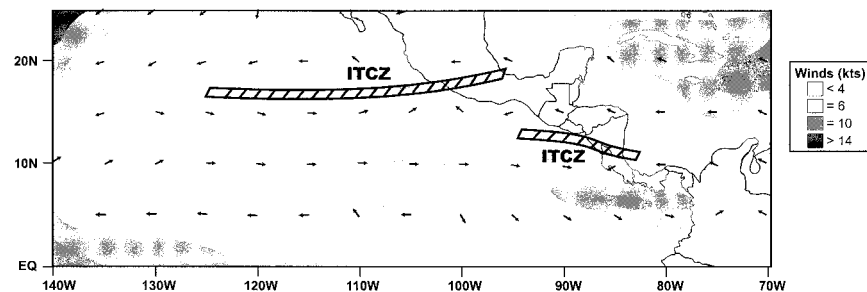 20N
10N
EQ
ITCZ
ITCZ
140W 130W 120W 110W 100W 90W 80W 70W
Winds (kts)
< 4
= 6
= 10
> 14